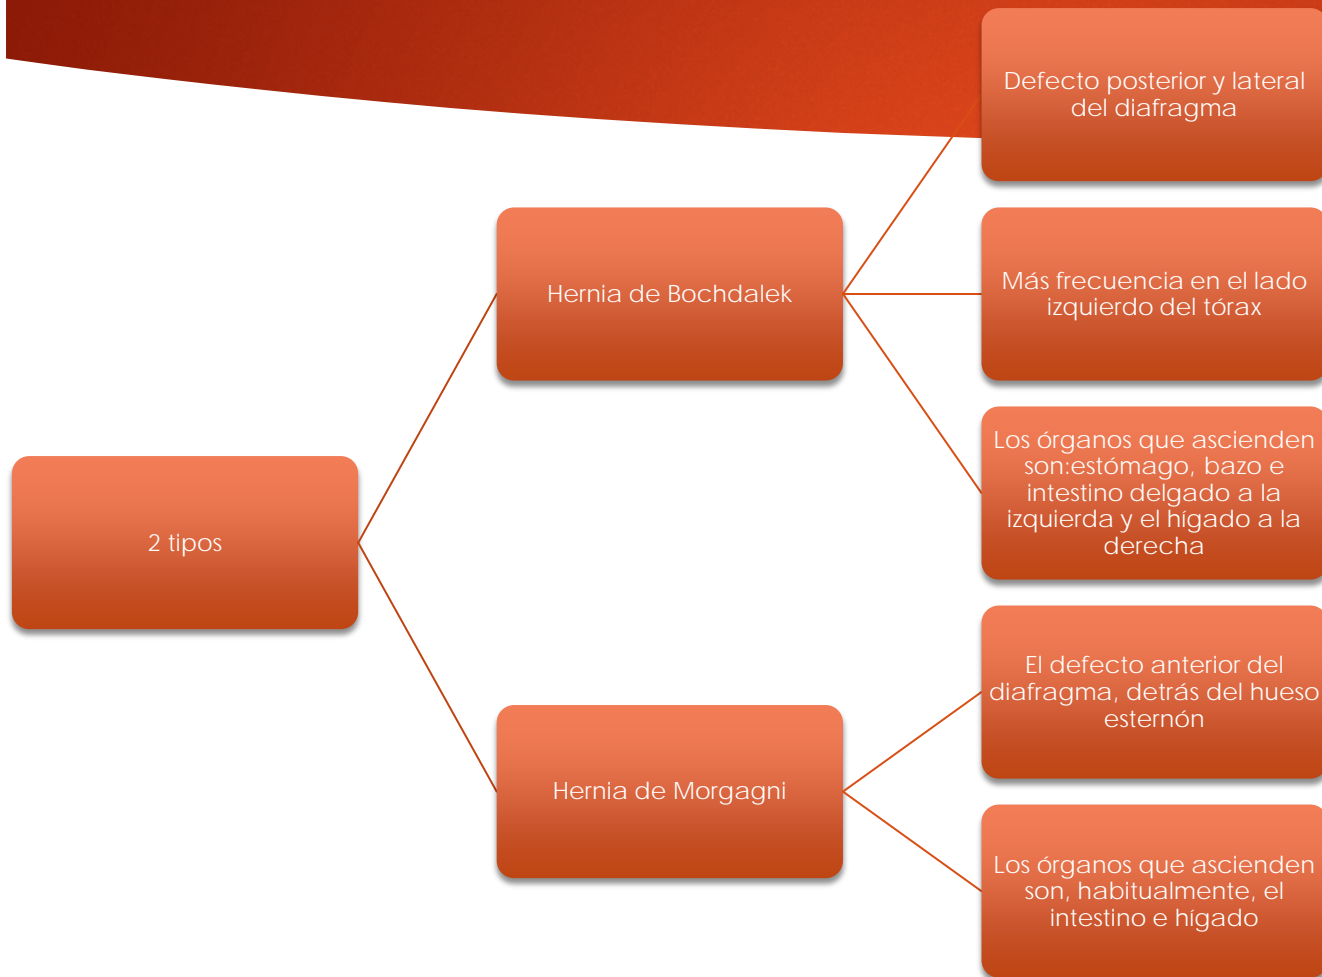 2 tipos
Hernia de Bochdalek
Defecto posterior y lateral
del diafragma
Más frecuencia en el lado
izquierdo del tórax
Los órganos que ascienden
son:estómago, bazo e
intestino delgado a la
izquierda y el hígado a la
derecha
Hernia de Morgagni
El defecto anterior del
diafragma, detrás del hueso
esternón
Los órganos que ascienden
son, habitualmente, el
intestino e hígado